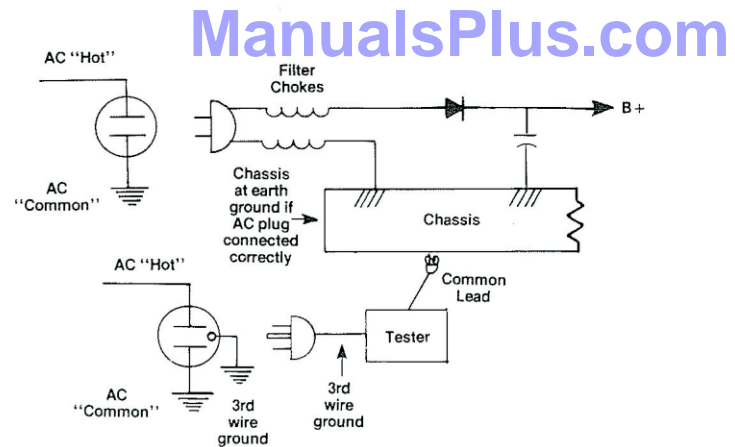 ManualsPlus.com
AC "Hot"
Filter
Chokes
B+
AC
"Common"
Chassis
at earth
ground if
AC plug
connected
correctly
Chassis
AC "Hot"
Common
Lead
Tester
AC
"Common"
3rd
wire
ground
3rd
wire
ground